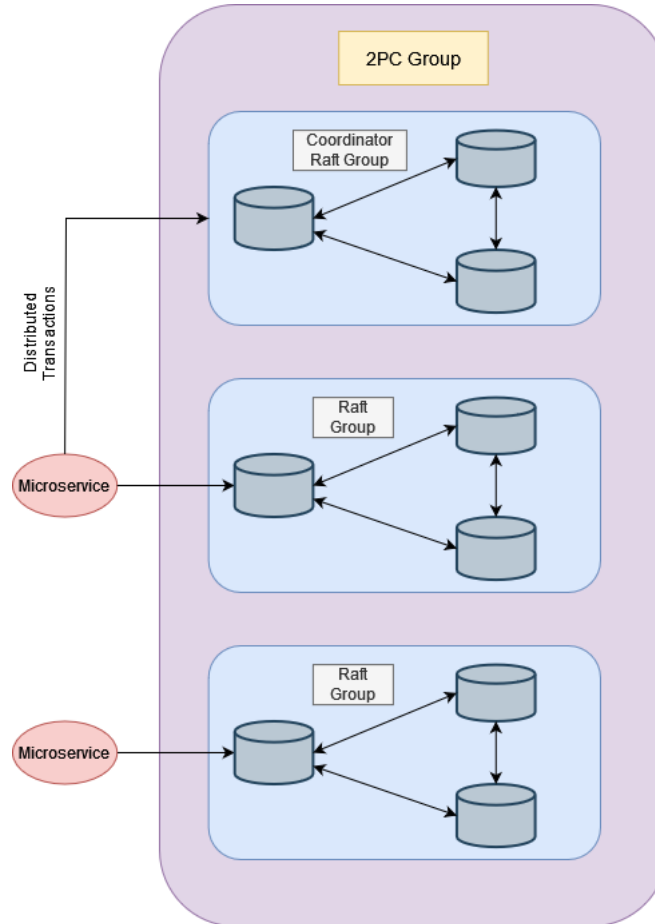 2PC Group
Coordinator
Raft Group
Distributed
Transactions
Raft
Group
Microservice
Raft
Group
Microservice